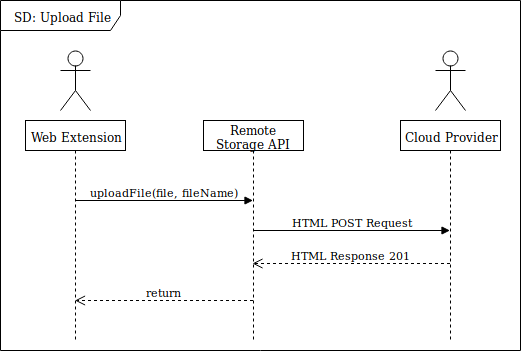 SD: Upload File
Web Extension
Remote
Storage API
Cloud Provider
uploadFile(file, fileName)
HTML POST Request
HTML Response 201
return